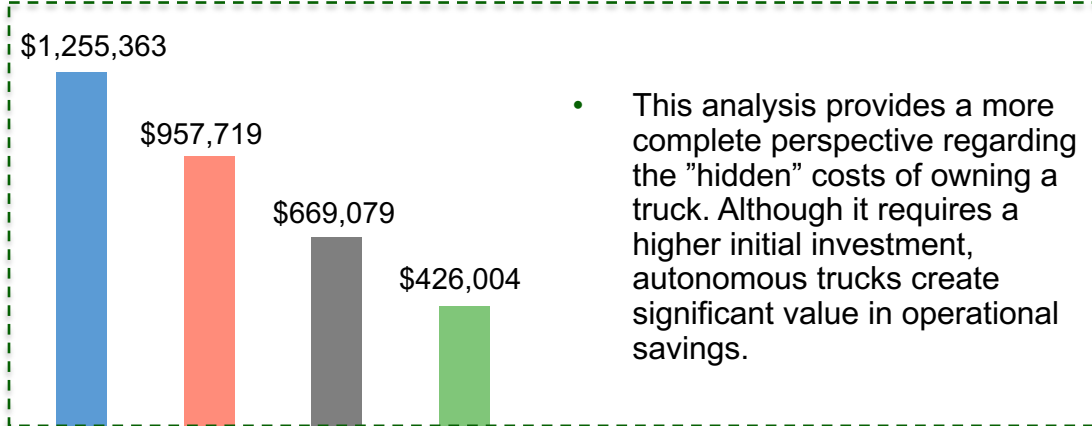 $1,255,363
$957,719
$669,079
$426,004
• This analysis provides a more
complete perspective regarding
the ”hidden” costs of owning a
truck. Although it requires a
higher initial investment,
autonomous trucks create
significant value in operational
savings.